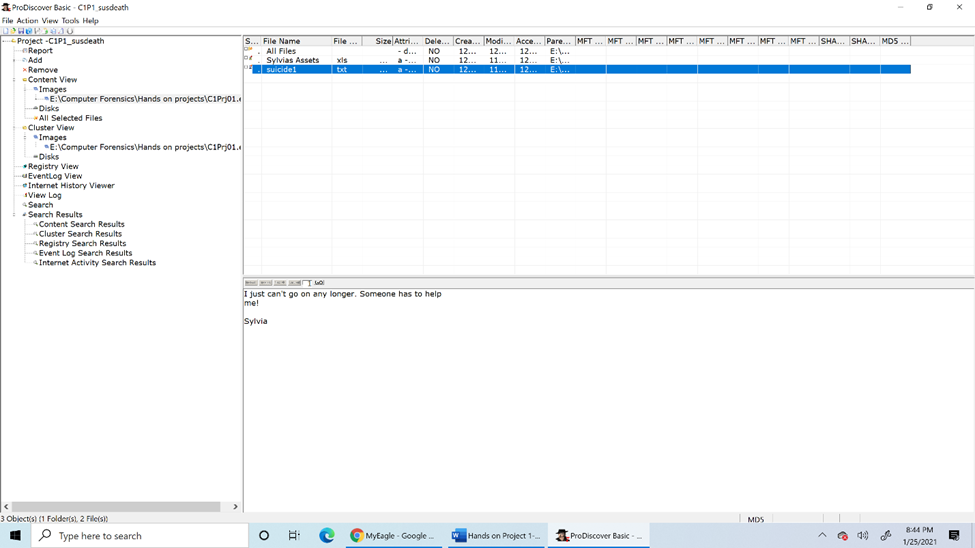 ProDiscover Basic - C1P1_susdeath
File Action View Tools Help
Project -C1P1_susdeath
Report
Add
Remove
Content View
Images
E:\Computer Forensics\Hands on projects\C1Prj01.e
Disks
All Selected Files
Cluster View
Images
E:\Computer Forensics\Hands on projects\C1Prj01.e
Disks
Registry View
EventLog View
Internet History Viewer
View Log
Search
Search Results
Content Search Results
Cluster Search Results
Registry Search Results
Event Log Search Results
Internet Activity Search Results
S... File Name File ... Size Attri... Dele... Crea... Modi... Acce... Pare... MFT ... MFT ... MFT ... MFT ... MFT ... MFT ... MFT ... MFT ... SHA... SHA... MD5 ...
All Files - d... NO 12... 12... 12... E:\...
Sylvias Assets xls ... a -... NO 12... 11... 12... E:\...
suicide1 txt ... a -... NO 12... 11... 12... E:\...
I just can't go on any longer. Someone has to help
me!
Sylvia
3 Object(s) (1 Folder(s), 2 File(s))
MD5
Type here to search
MyEagle - Google ...
Hands on Project 1-...
ProDiscover Basic - ...
8:44 PM
1/25/2021